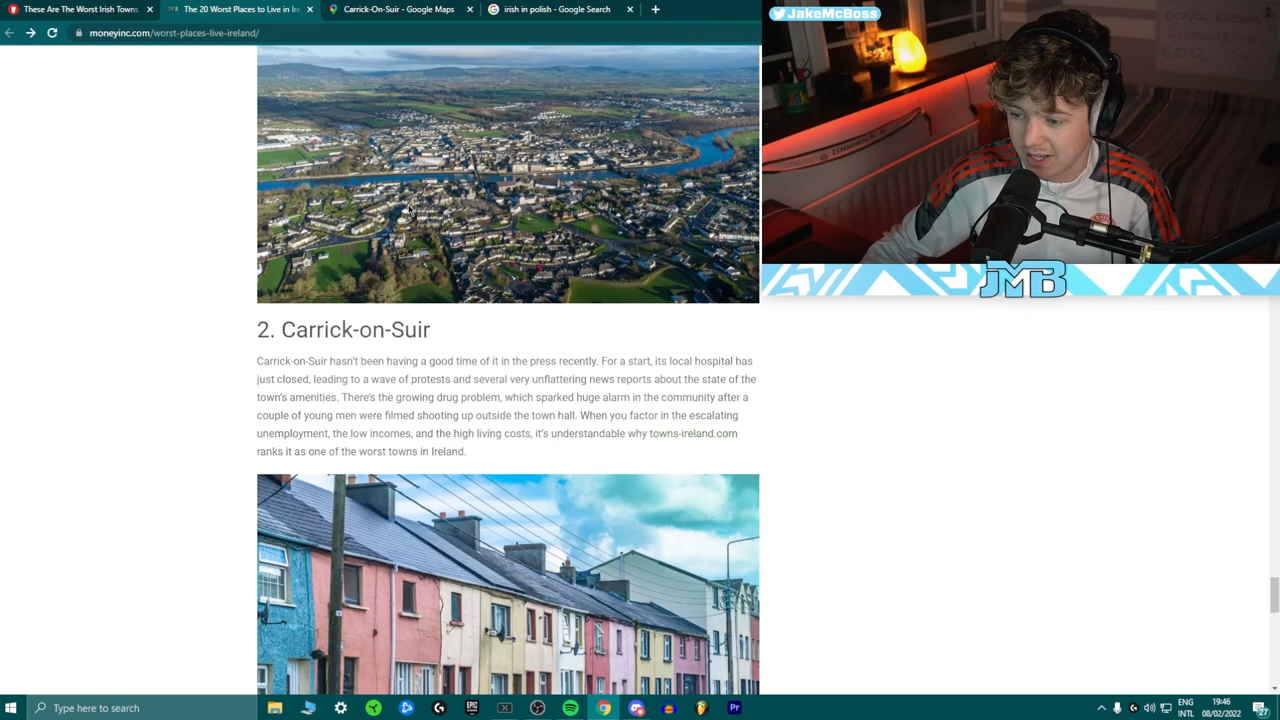 These Are The Worst Irish Towns
The 20 Worst Places to Live in Ire
Carrick-On-Suir - Google Maps
irish in polish - Google Search
moneyinc.com/worst-places-live-ireland/
JakeMcBoss
limerick
JMB
2. Carrick-on-Suir
Carrick-on-Suir hasn't been having a good time of it in the press recently. For a start, its local hospital has
just closed, leading to a wave of protests and several very unflattering news reports about the state of the
town's amenities. There's the growing drug problem, which sparked huge alarm in the community after a
couple of young men were filmed shooting up outside the town hall. When you factor in the escalating
unemployment, the low incomes, and the high living costs, it's understandable why towns-ireland.com
ranks it as one of the worst towns in Ireland.
Type here to search
EPIC
Pr
ENG
INTL
19:46
08/02/2022
27